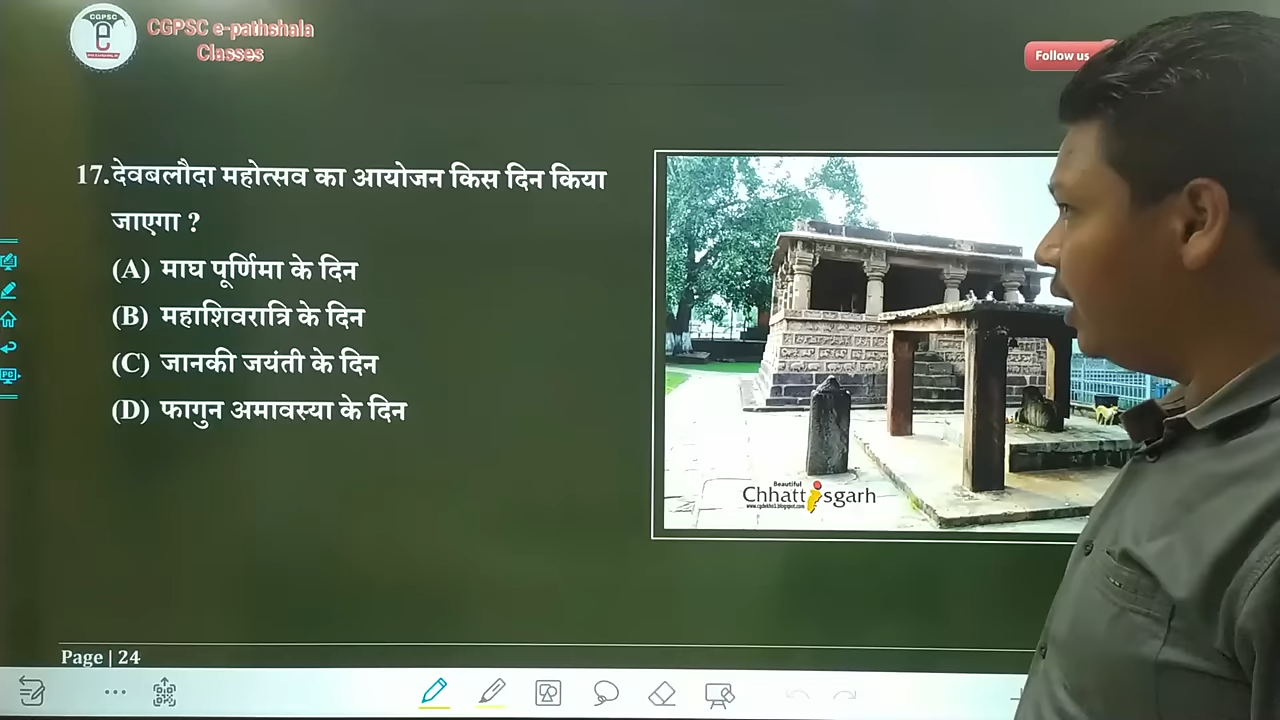 CGPSC
e
CGPSC e-pathshala
Classes
Follow us
17. देवबलौदा महोत्सव का आयोजन किस दिन किया
जाएगा ?
(A) माघ पूर्णिमा के दिन
(B) महाशिवरात्रि के दिन
(C) जानकी जयंती के दिन
(D) फागुन अमावस्या के दिन
Beautiful
Chhattisgarh
Page | 24